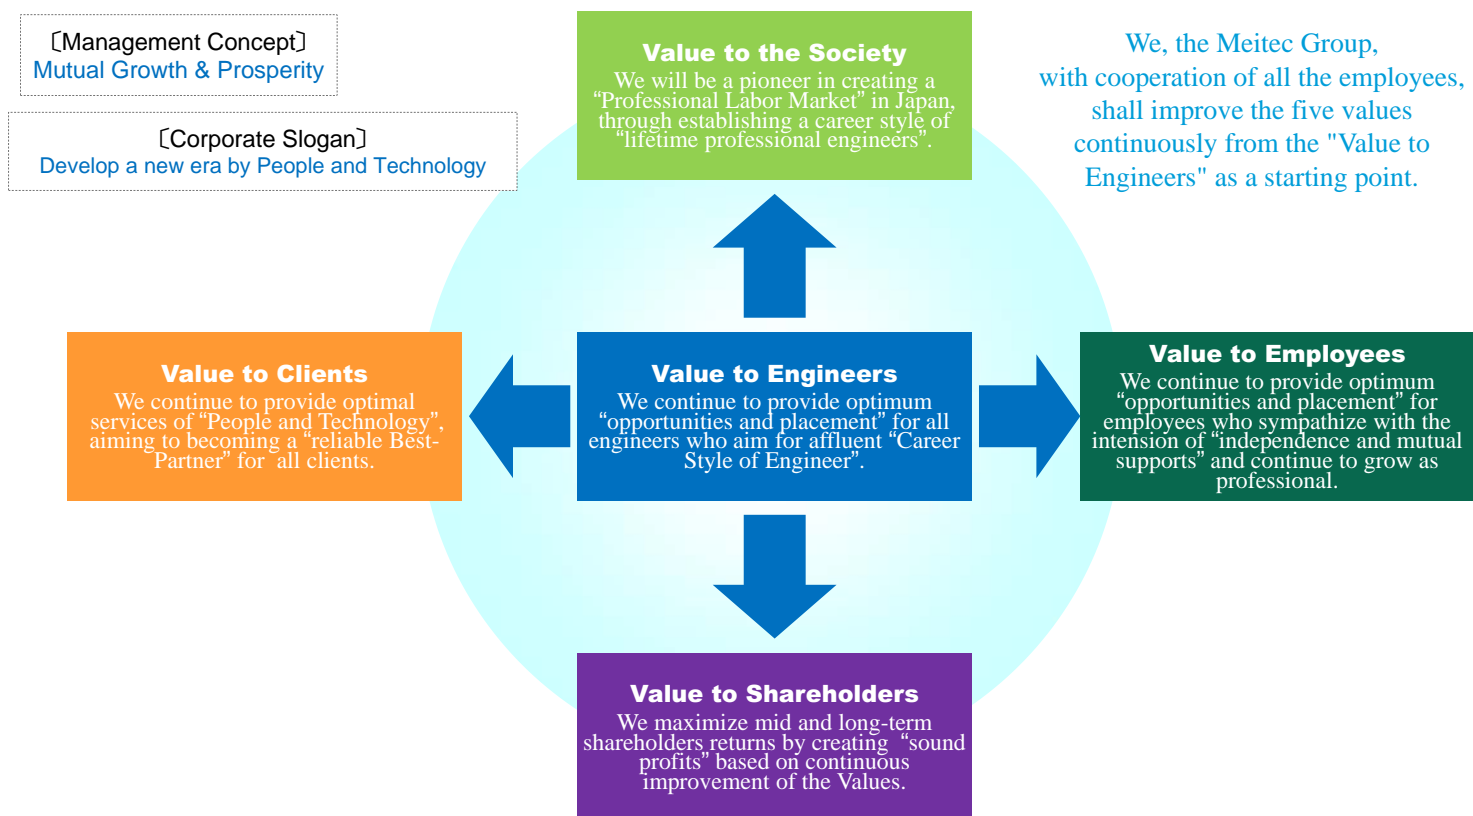 〔Management Concept〕
Mutual Growth & Prosperity
〔Corporate Slogan〕
Develop a new era by People and Technology
Value to the Society
We will be a pioneer in creating a
“Professional Labor Market” in Japan,
through establishing a career style of
“lifetime professional engineers”.
We, the Meitec Group,
with cooperation of all the employees,
shall improve the five values
continuously from the "Value to
Engineers" as a starting point.
Value to Clients
We continue to provide optimal
services of “People and Technology”,
aiming to becoming a “reliable Best-
Partner” for all clients.
Value to Engineers
We continue to provide optimum
“opportunities and placement” for all
engineers who aim for affluent “Career
Style of Engineer”.
Value to Employees
We continue to provide optimum
“opportunities and placement” for
employees who sympathize with the
intension of “independence and mutual
supports” and continue to grow as
professional.
Value to Shareholders
We maximize mid and long-term
shareholders returns by creating “sound
profits” based on continuous
improvement of the Values.